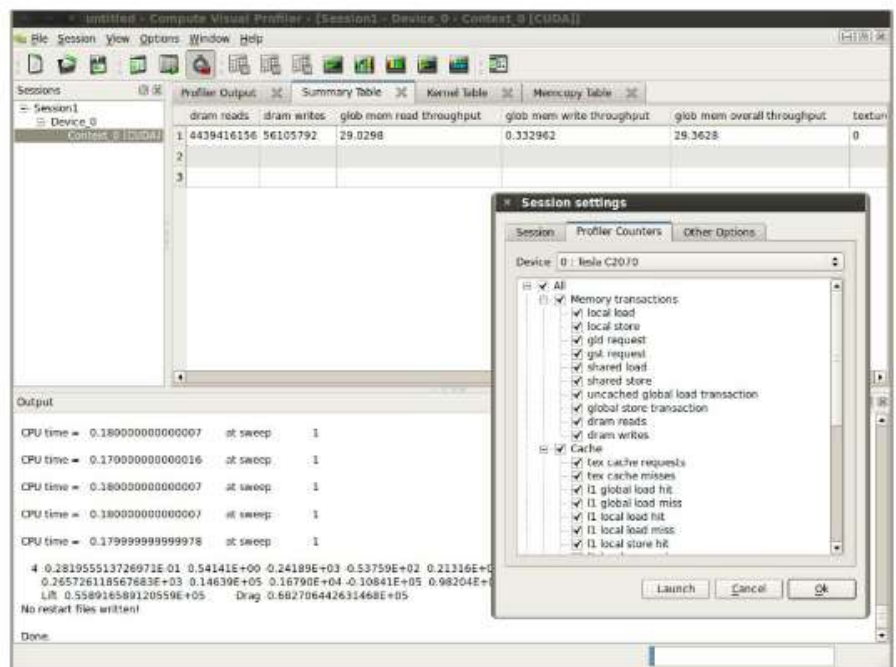 untitled - Compute Visual Profiler - [Session1 - Device_0 - Context_0 [CUDA]]
File Session View Options Window Help
Sessions
Session1
Device_0
Context_0 [CUDA]
Profiler Output
Summary Table
Kernel Table
Memcopy Table
dram reads dram writes glob mem read throughput glob mem write throughput glob mem overall throughput textur
1 4439416156 56105792 29.0298 0.332962 29.3628 0
2
3
Session settings
Session
Profiler Counters
Other Options
Device 0 : Tesla C2070
All
Memory transactions
local load
local store
gld request
gst request
shared load
shared store
uncached global load transaction
global store transaction
dram reads
dram writes
Cache
tex cache requests
tex cache misses
l1 global load hit
l1 global load miss
l1 local load hit
l1 local load miss
l1 local store hit
Launch
Cancel
Ok
Output
CPU time = 0.180000000000007 at sweep 1
CPU time = 0.170000000000016 at sweep 1
CPU time = 0.180000000000007 at sweep 1
CPU time = 0.180000000000007 at sweep 1
CPU time = 0.179999999999978 at sweep 1
4 0.281955513726971E-01 0.54141E+00 -0.24189E+03 -0.53759E+02 0.21316E+0
0.265726118567683E+03 0.14639E+05 0.16790E+04 -0.10841E+05 0.98204E+0
Lift 0.558916589120559E+05 Drag 0.682706442631468E+05
No restart files written!
Done.